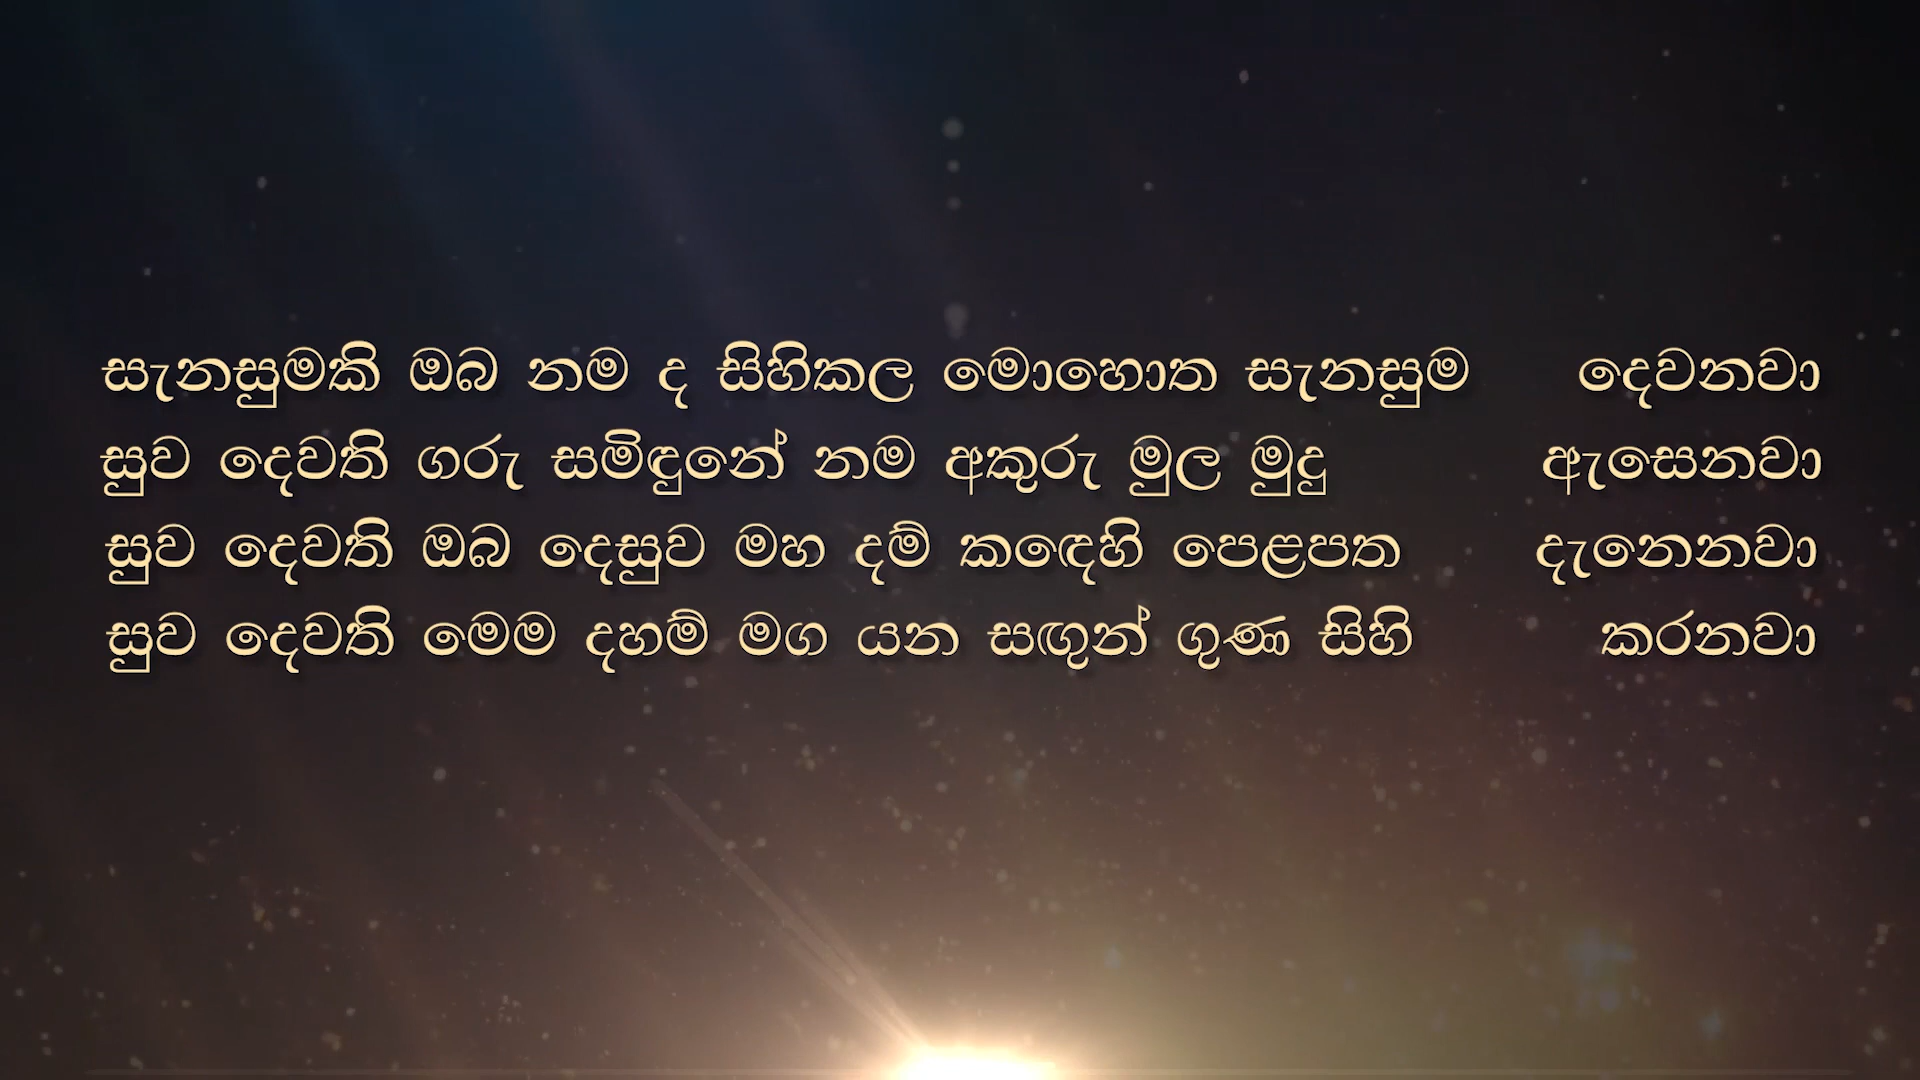 සැනසුමකි ඔබ නම ද සිහිකල මොහොත සැනසුම දෙවනවා
සුව දෙවති ගරු සමිඳුනේ නම අකුරු මුල මුදු ඇසෙනවා
සුව දෙවති ඔබ දෙසුව මහ දම් කඳෙහි පෙළපත දැනෙනවා
සුව දෙවති මෙම දහම් මග යන සඟුන් ගුණ සිහි කරනවා